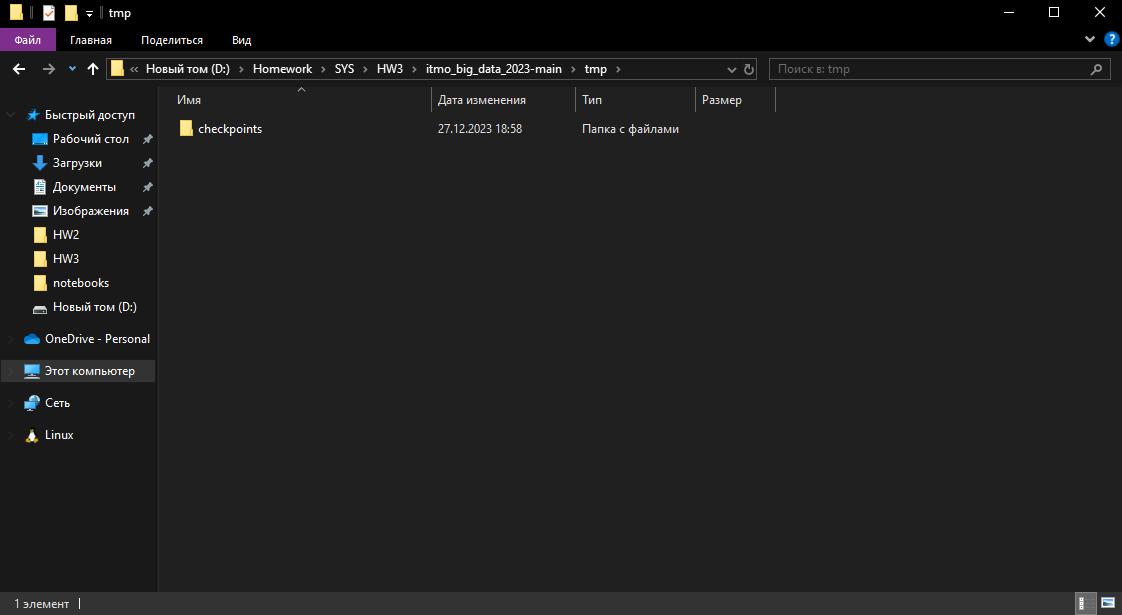 tmp
Файл Главная Поделиться Вид
« Новый том (D:) › Homework › SYS › HW3 › itmo_big_data_2023-main › tmp ›
Поиск в: tmp
Имя Дата изменения Тип Размер
checkpoints 27.12.2023 18:58 Папка с файлами
Быстрый доступ
Рабочий стол
Загрузки
Документы
Изображения
HW2
HW3
notebooks
Новый том (D:)
OneDrive - Personal
Этот компьютер
Сеть
Linux
1 элемент